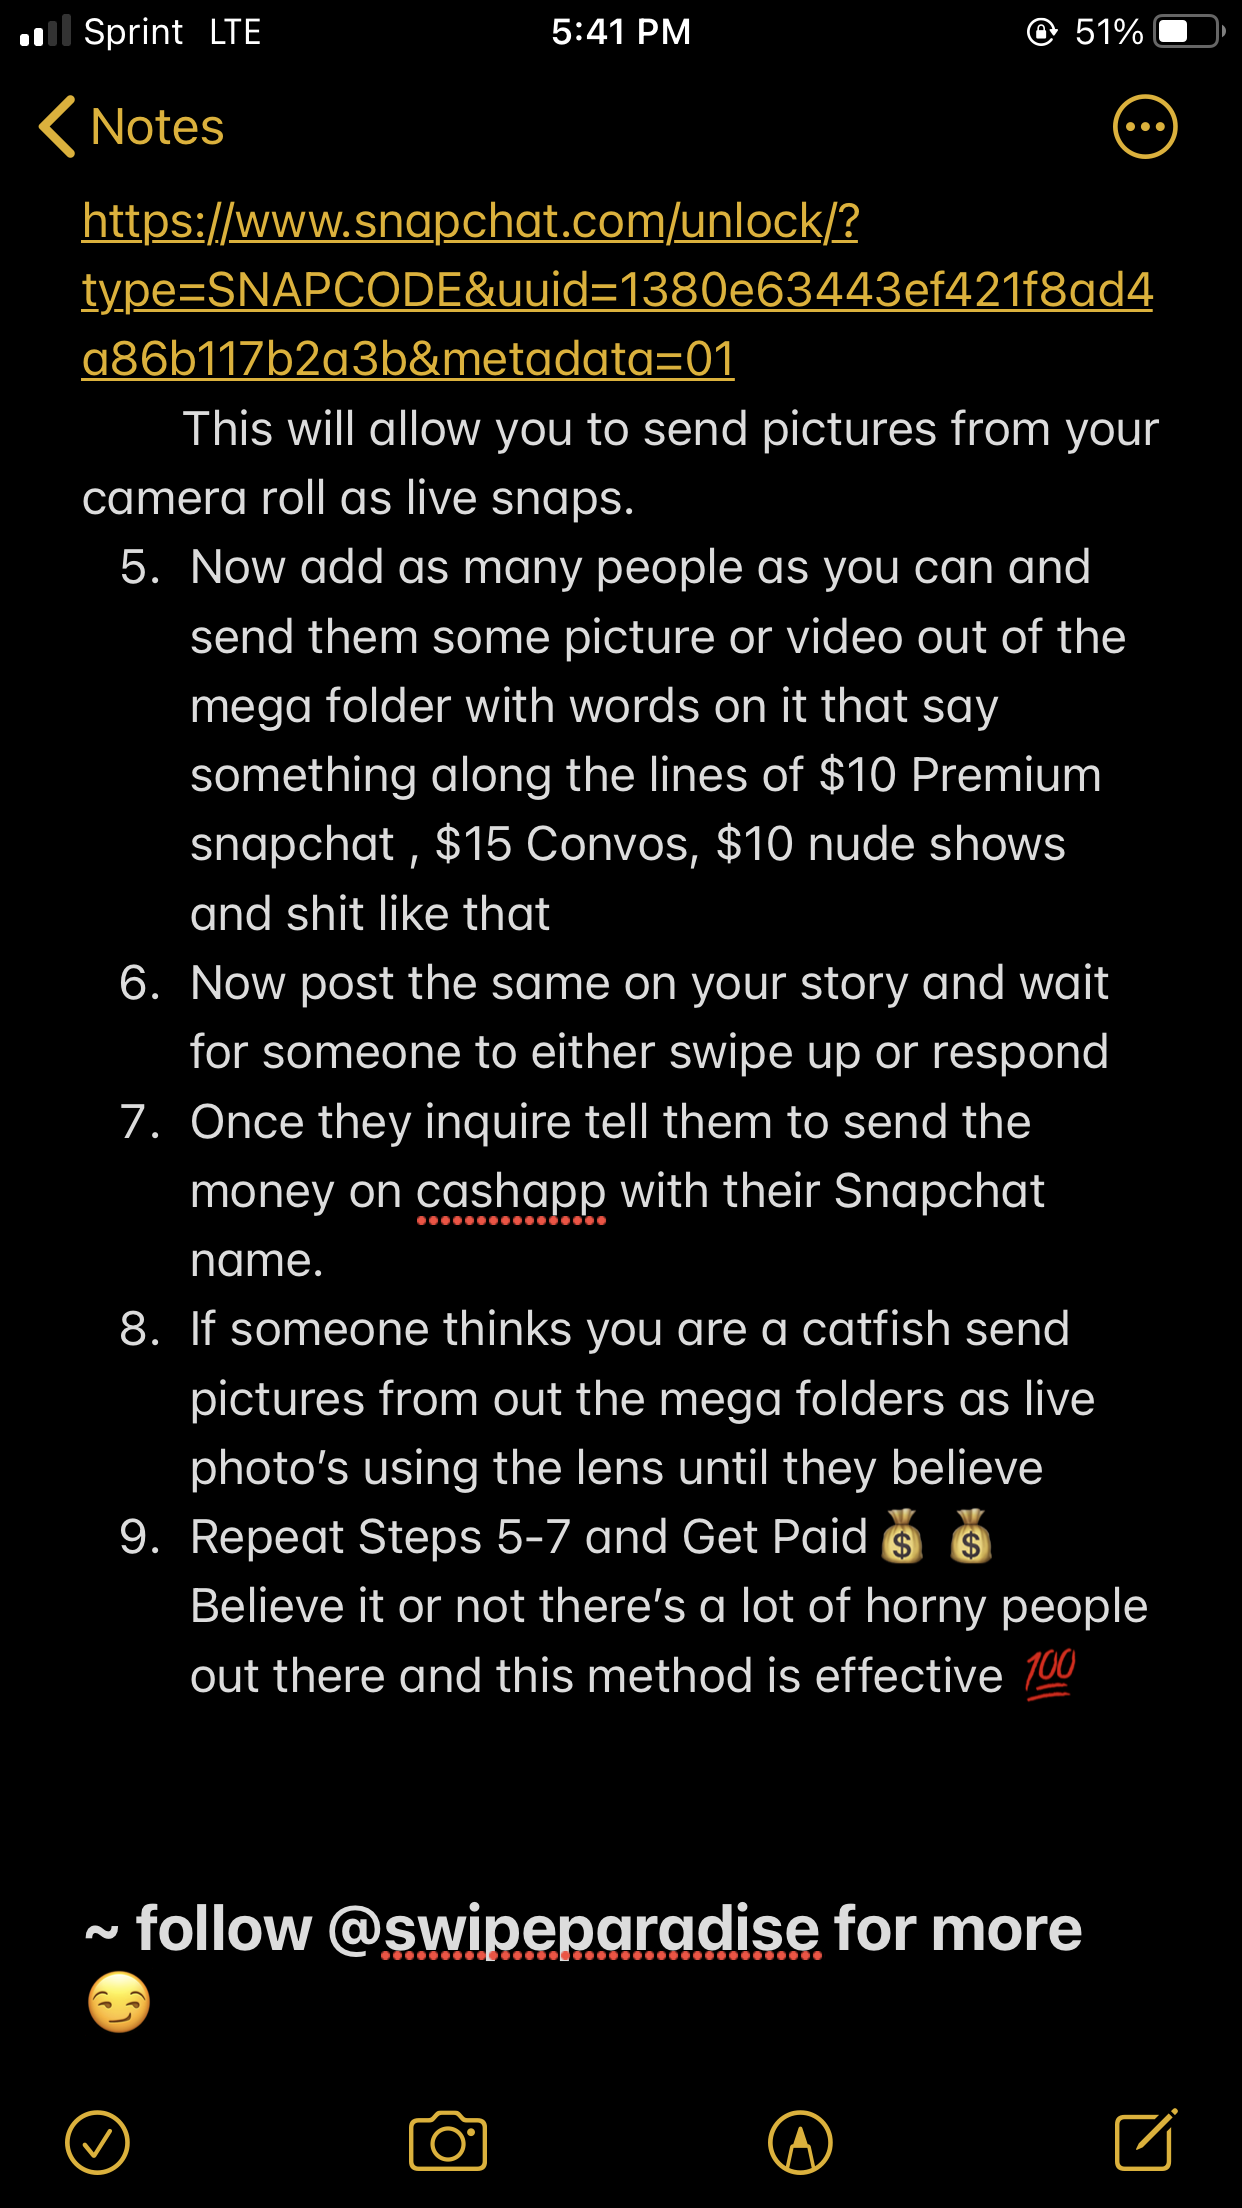 Sprint LTE 5:41 PM 51%
Notes
https://www.snapchat.com/unlock/?
type=SNAPCODE&uuid=1380e63443ef421f8ad4
a86b117b2a3b&metadata=01
This will allow you to send pictures from your
camera roll as live snaps.
5. Now add as many people as you can and
send them some picture or video out of the
mega folder with words on it that say
something along the lines of $10 Premium
snapchat , $15 Convos, $10 nude shows
and shit like that
6. Now post the same on your story and wait
for someone to either swipe up or respond
7. Once they inquire tell them to send the
money on cashapp with their Snapchat
name.
8. If someone thinks you are a catfish send
pictures from out the mega folders as live
photo’s using the lens until they believe
9. Repeat Steps 5-7 and Get Paid💰 💰
Believe it or not there’s a lot of horny people
out there and this method is effective 💯
~ follow @swipeparadise for more
😏